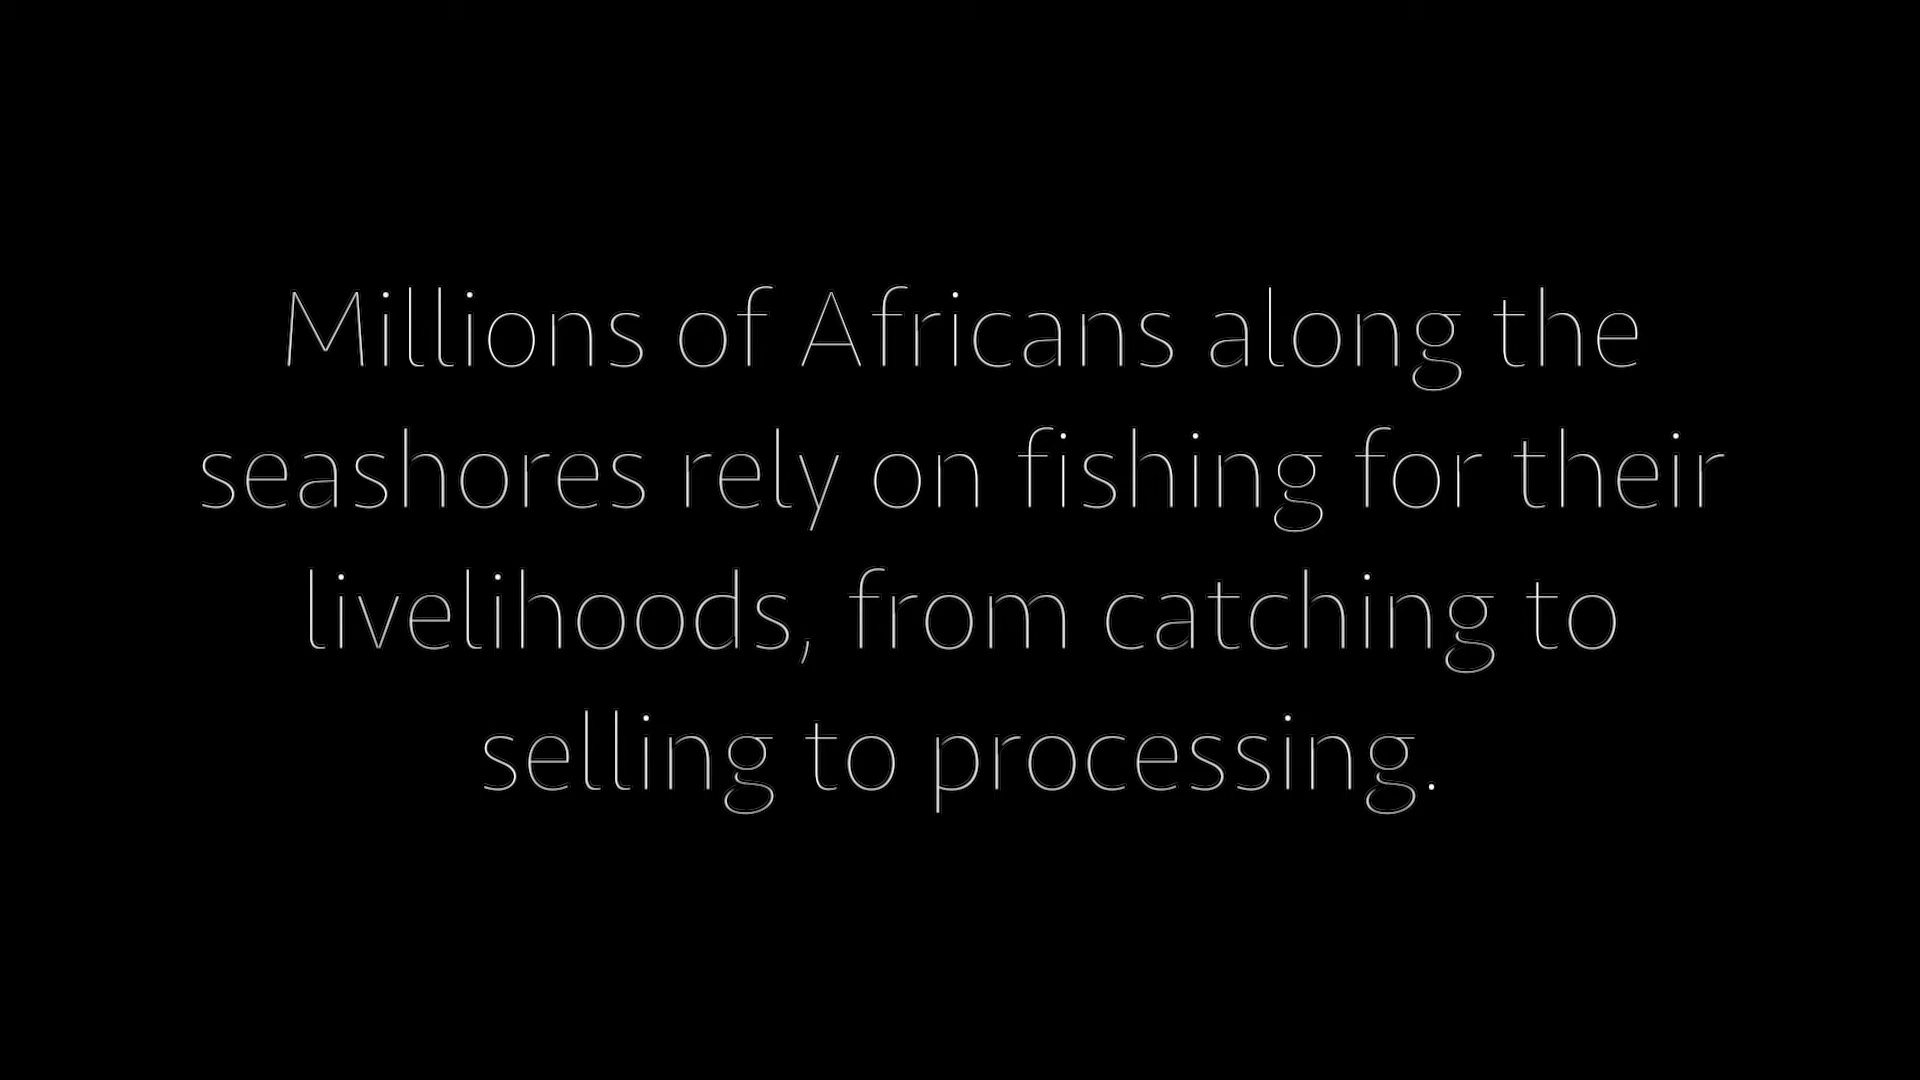 Millions of Africans along the
seashores rely on fishing for their
livelihoods, from catching to
selling to processing.